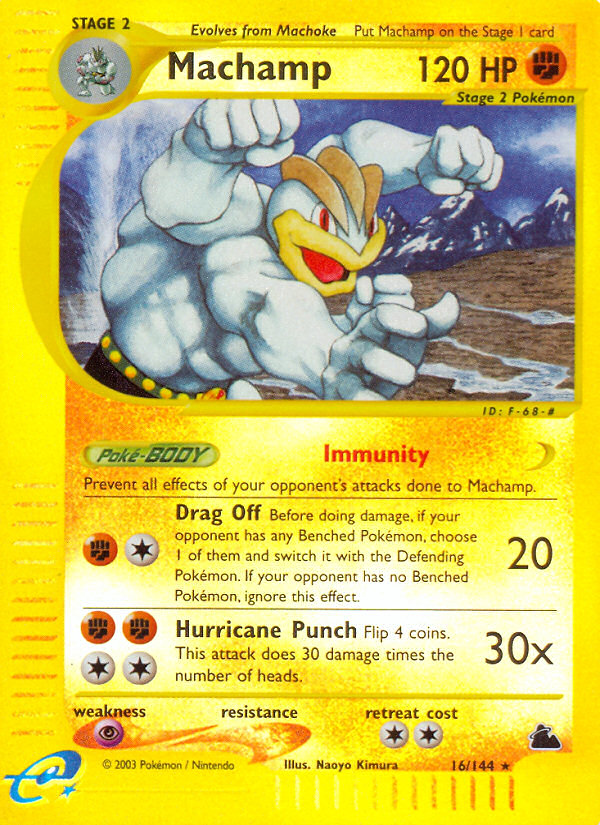 STAGE 2
Evolves from Machoke Put Machamp on the Stage 1 card
Machamp 120 HP
Stage 2 Pokémon
ID: F-68-#
Poké-BODY Immunity
Prevent all effects of your opponent's attacks done to Machamp.
Drag Off Before doing damage, if your
opponent has any Benched Pokémon, choose
1 of them and switch it with the Defending
Pokémon. If your opponent has no Benched
Pokémon, ignore this effect.
20
Hurricane Punch Flip 4 coins.
This attack does 30 damage times the
number of heads.
30x
weakness resistance retreat cost
© 2003 Pokémon / Nintendo Illus. Naoyo Kimura 16/144 ★
e